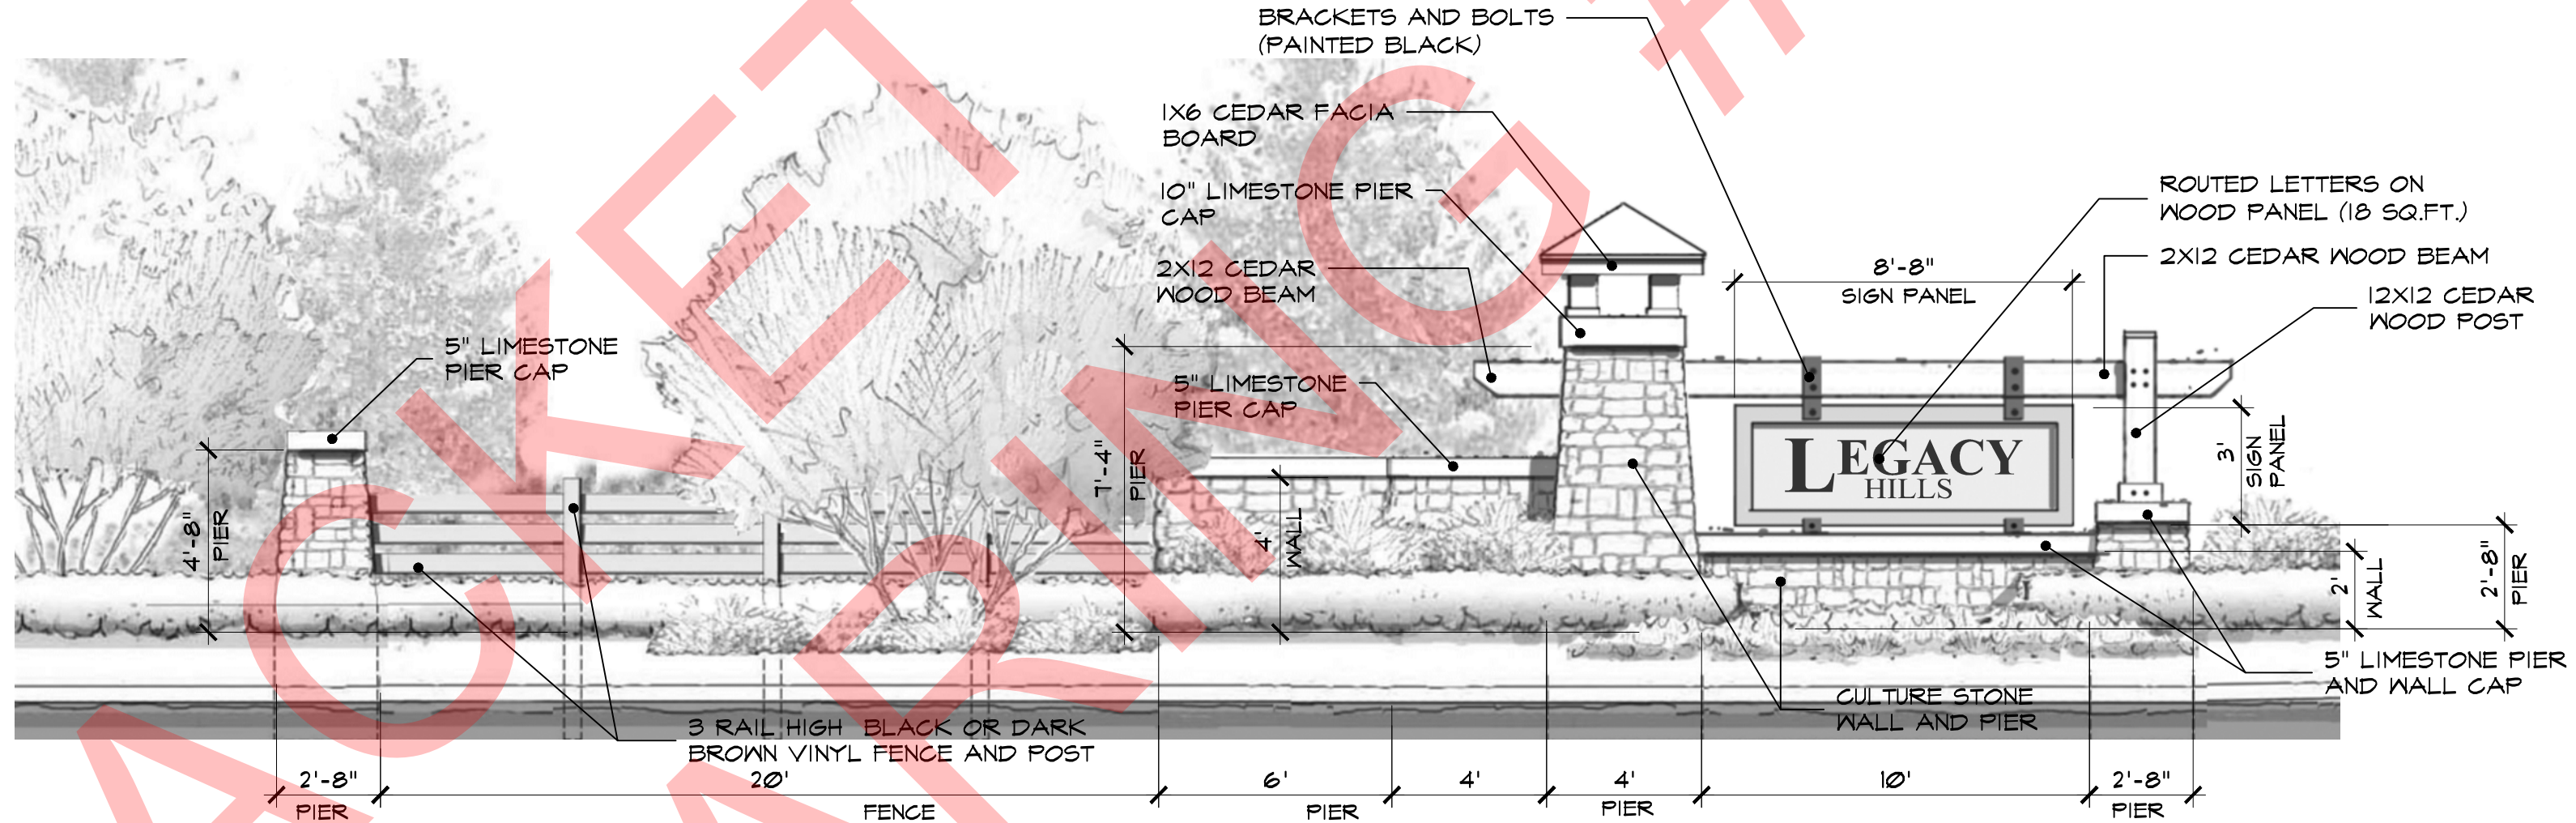 BRACKETS AND BOLTS
(PAINTED BLACK)
1X6 CEDAR FACIA
BOARD
10" LIMESTONE PIER
CAP
2X12 CEDAR
WOOD BEAM
5" LIMESTONE
PIER CAP
7'-4"
PIER
4'
WALL
5" LIMESTONE
PIER CAP
4'-8"
PIER
8'-8"
SIGN PANEL
ROUTED LETTERS ON
WOOD PANEL (18 SQ.FT.)
2X12 CEDAR WOOD BEAM
12X12 CEDAR
WOOD POST
LEGACY
HILLS
3'
SIGN
PANEL
2'
WALL
2'-8"
PIER
5" LIMESTONE PIER
AND WALL CAP
CULTURE STONE
WALL AND PIER
3 RAIL HIGH BLACK OR DARK
BROWN VINYL FENCE AND POST
2'-8" 20' 6' 4' 4' 10' 2'-8"
PIER FENCE PIER PIER PIER